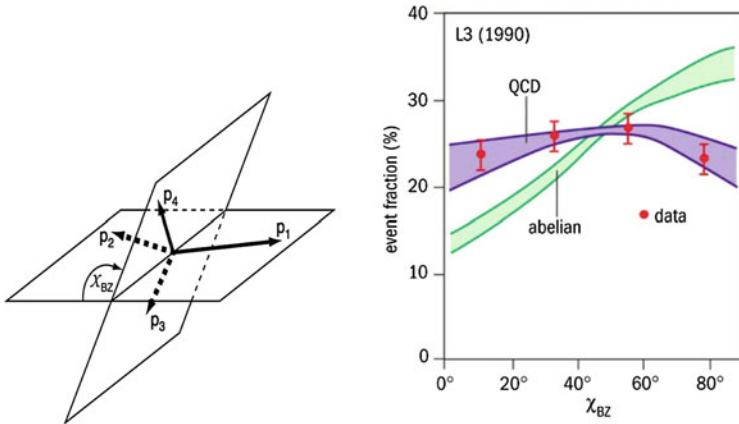 p₄
p₁
p₂
χBZ
p₃
L3 (1990)
40
QCD
30
event fraction (%)
20
abelian
data
10
0
0°
20°
40°
60°
80°
χBZ